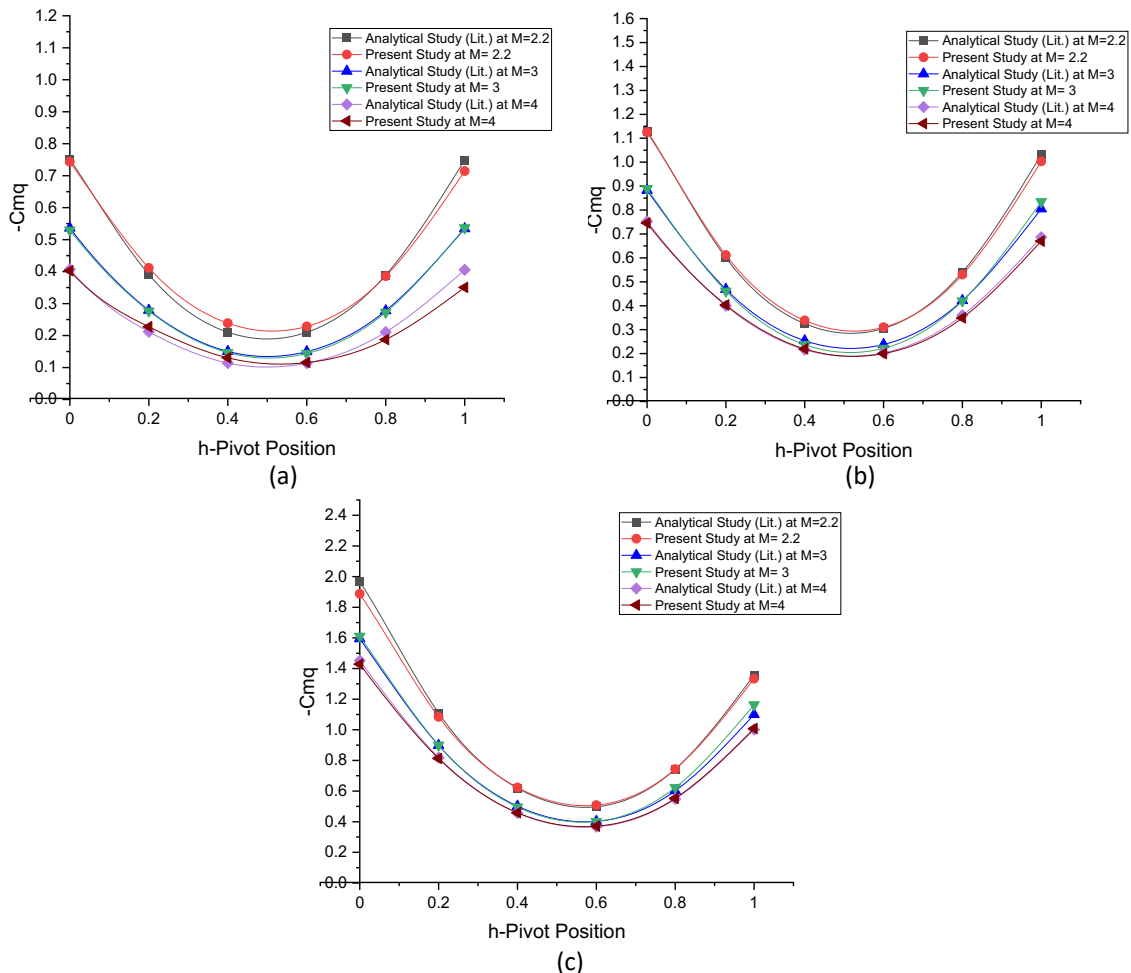 1.2
1.1
1.0
0.9
0.8
0.7
0.6
0.5
0.4
0.3
0.2
0.1
0.0
-Cmq
Analytical Study (Lit.) at M=2.2
Present Study at M= 2.2
Analytical Study (Lit.) at M=3
Present Study at M= 3
Analytical Study (Lit.) at M=4
Present Study at M=4
0 0.2 0.4 0.6 0.8 1
h-Pivot Position
(a)
1.6
1.5
1.4
1.3
1.2
1.1
1.0
0.9
0.8
0.7
0.6
0.5
0.4
0.3
0.2
0.1
0.0
-Cmq
Analytical Study (Lit.) at M=2.2
Present Study at M= 2.2
Analytical Study (Lit.) at M=3
Present Study at M= 3
Analytical Study (Lit.) at M=4
Present Study at M=4
0 0.2 0.4 0.6 0.8 1
h-Pivot Position
(b)
2.4
2.2
2.0
1.8
1.6
1.4
1.2
1.0
0.8
0.6
0.4
0.2
0.0
-Cmq
Analytical Study (Lit.) at M=2.2
Present Study at M= 2.2
Analytical Study (Lit.) at M=3
Present Study at M= 3
Analytical Study (Lit.) at M=4
Present Study at M=4
0 0.2 0.4 0.6 0.8 1
h-Pivot Position
(c)